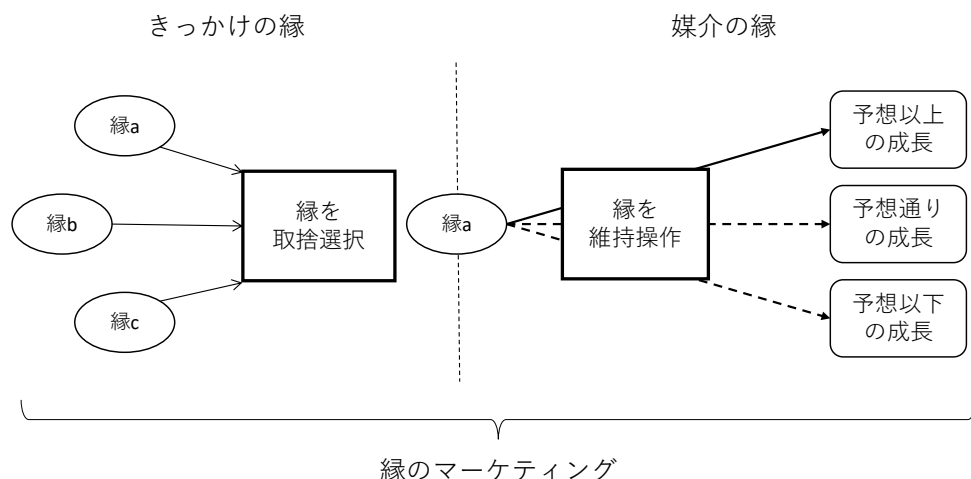 きっかけの縁
媒介の縁
縁a
縁b
縁c
縁を
取捨選択
縁a
縁を
維持操作
予想以上
の成長
予想通り
の成長
予想以下
の成長
縁のマーケティング